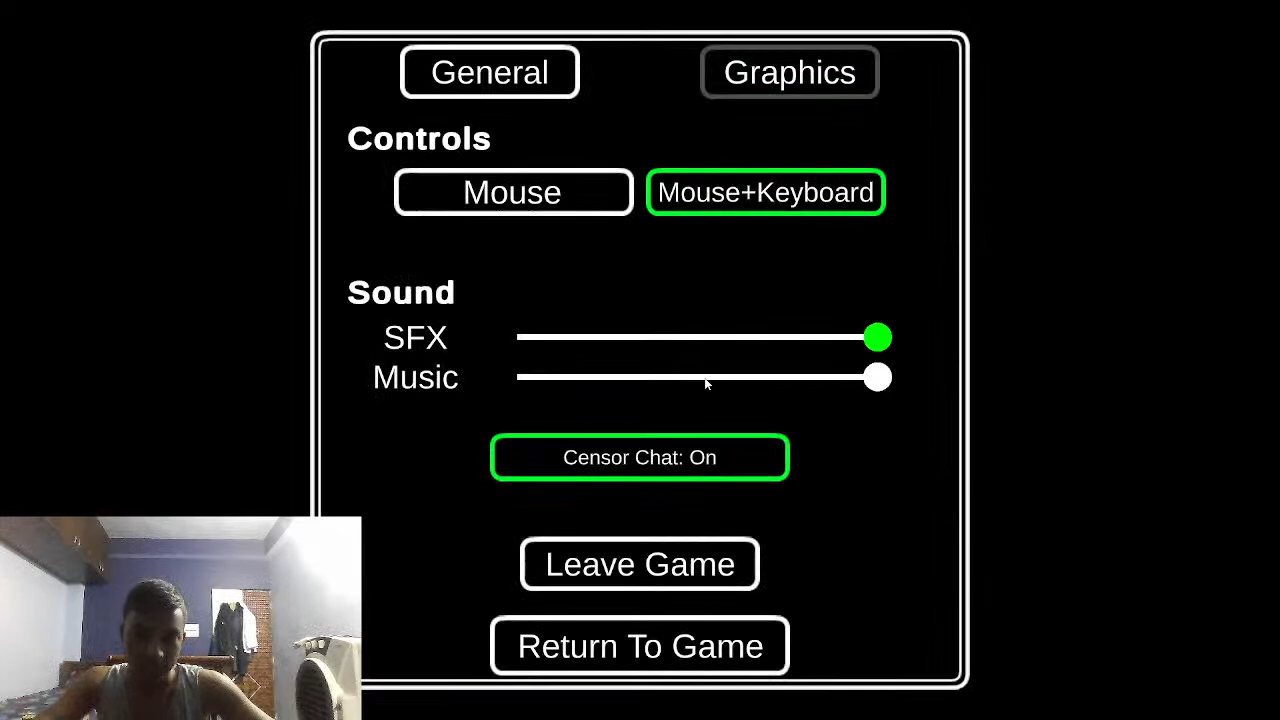 General
Graphics
Controls
Mouse
Mouse+Keyboard
Sound
SFX
Music
Censor Chat: On
Leave Game
Return To Game